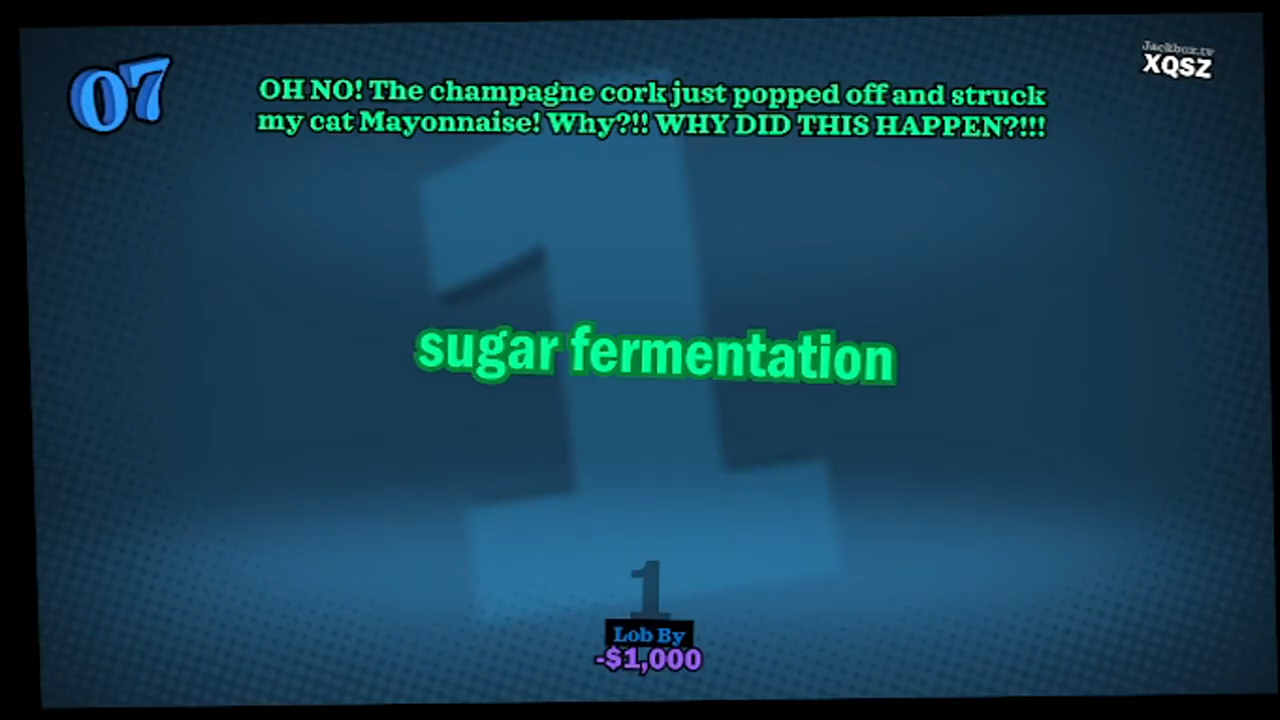 07
Jackbox.tv
XQSZ
OH NO! The champagne cork just popped off and struck
my cat Mayonnaise! Why?!! WHY DID THIS HAPPEN?!!!
1
sugar fermentation
1
Lob By
-$1,000